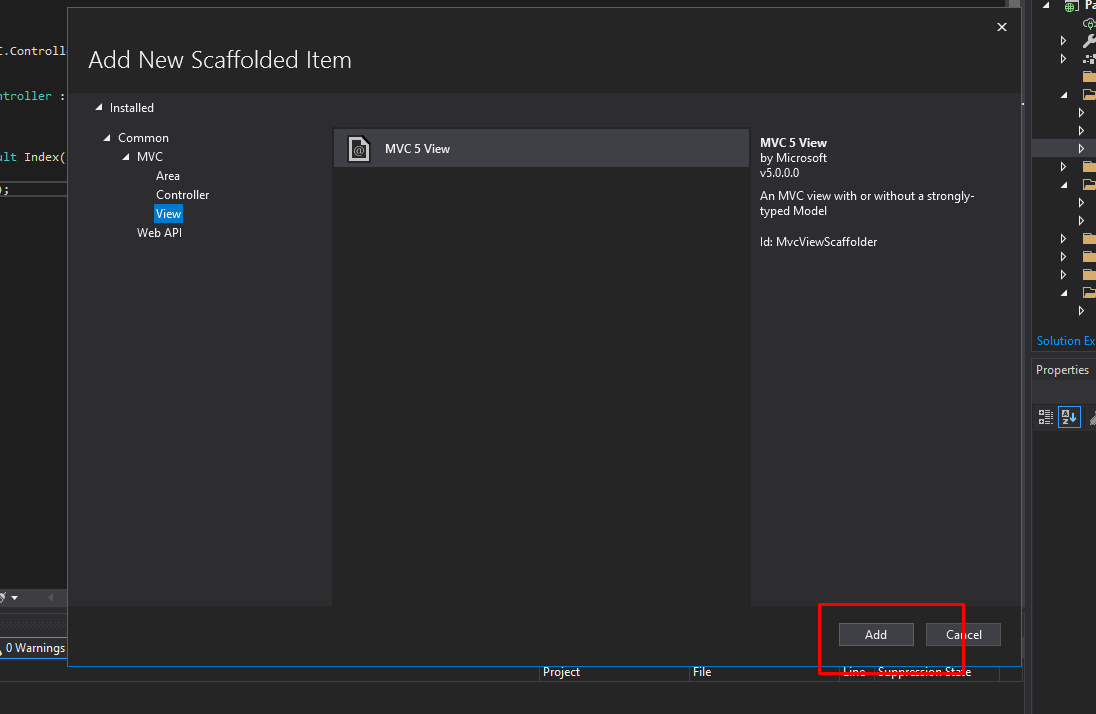 Add New Scaffolded Item
Installed
Common
MVC
Area
Controller
View
Web API
MVC 5 View
MVC 5 View
by Microsoft
v5.0.0.0
An MVC view with or without a strongly-
typed Model
Id: MvcViewScaffolder
Add
Cancel
.Controll
ntroller :
ult Index(
);
0 Warnings
Project
File
Line
Suppression State
Pa
Solution Ex
Properties